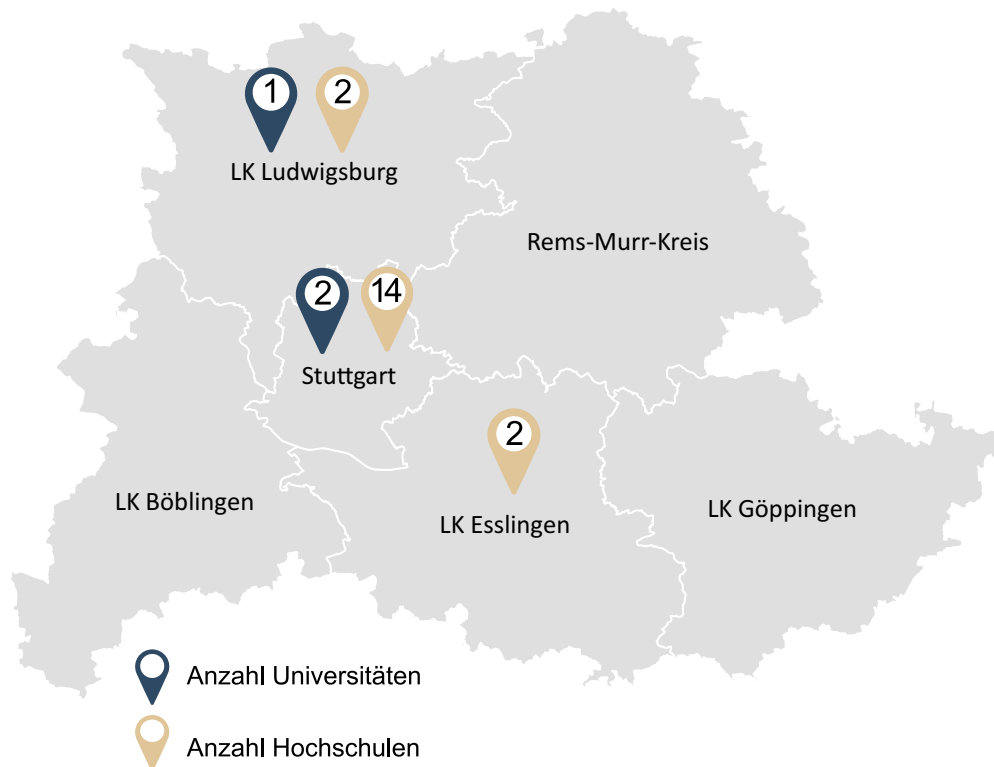 1 2
LK Ludwigsburg
Rems-Murr-Kreis
2 14
Stuttgart
2
LK Böblingen
LK Esslingen
LK Göppingen
Anzahl Universitäten
Anzahl Hochschulen